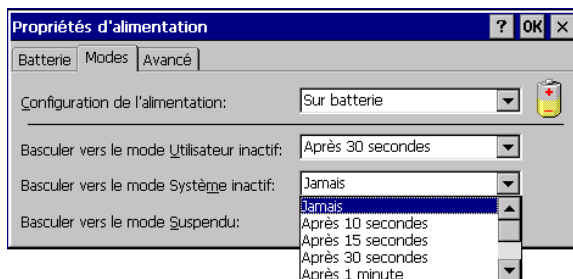 Propriétés d'alimentation ? OK ×
Batterie Modes Avancé
Configuration de l'alimentation: Sur batterie
Basculer vers le mode Utilisateur inactif: Après 30 secondes
Basculer vers le mode Système inactif: Jamais
Jamais
Basculer vers le mode Suspendu: Après 10 secondes
Après 15 secondes
Après 30 secondes
Après 1 minute